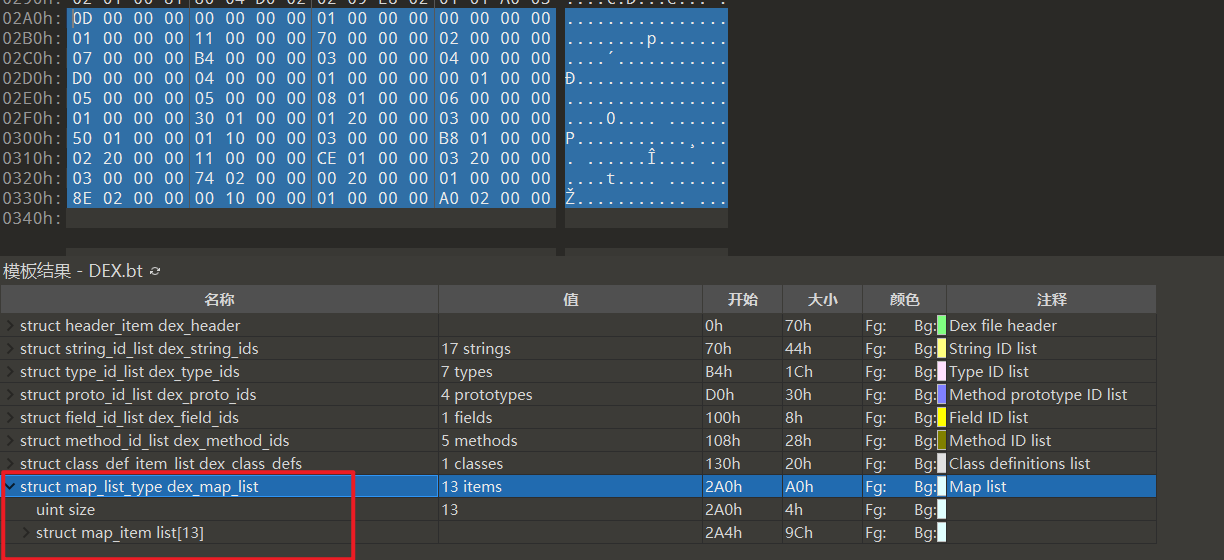 02A0h: 0D 00 00 00 00 00 00 00 01 00 00 00 00 00 00 00 ................
02B0h: 01 00 00 00 11 00 00 00 70 00 00 00 02 00 00 00 ........p.......
02C0h: 07 00 00 00 B4 00 00 00 03 00 00 00 04 00 00 00 ....´...........
02D0h: D0 00 00 00 04 00 00 00 01 00 00 00 00 01 00 00 Ð...............
02E0h: 05 00 00 00 05 00 00 00 08 01 00 00 06 00 00 00 ................
02F0h: 01 00 00 00 30 01 00 00 01 20 00 00 03 00 00 00 ....0.... ......
0300h: 50 01 00 00 01 10 00 00 03 00 00 00 B8 01 00 00 P...........¸...
0310h: 02 20 00 00 11 00 00 00 CE 01 00 00 03 20 00 00 . ......Î.... ..
0320h: 03 00 00 00 74 02 00 00 00 20 00 00 01 00 00 00 ....t.... ......
0330h: 8E 02 00 00 00 10 00 00 01 00 00 00 A0 02 00 00 Ž........... ...
0340h:
模板结果 - DEX.bt
名称 值 开始 大小 颜色 注释
struct header_item dex_header 0h 70h Fg: Bg: Dex file header
struct string_id_list dex_string_ids 17 strings 70h 44h Fg: Bg: String ID list
struct type_id_list dex_type_ids 7 types B4h 1Ch Fg: Bg: Type ID list
struct proto_id_list dex_proto_ids 4 prototypes D0h 30h Fg: Bg: Method prototype ID list
struct field_id_list dex_field_ids 1 fields 100h 8h Fg: Bg: Field ID list
struct method_id_list dex_method_ids 5 methods 108h 28h Fg: Bg: Method ID list
struct class_def_item_list dex_class_defs 1 classes 130h 20h Fg: Bg: Class definitions list
struct map_list_type dex_map_list 13 items 2A0h A0h Fg: Bg: Map list
uint size 13 2A0h 4h Fg: Bg:
struct map_item list[13] 2A4h 9Ch Fg: Bg: